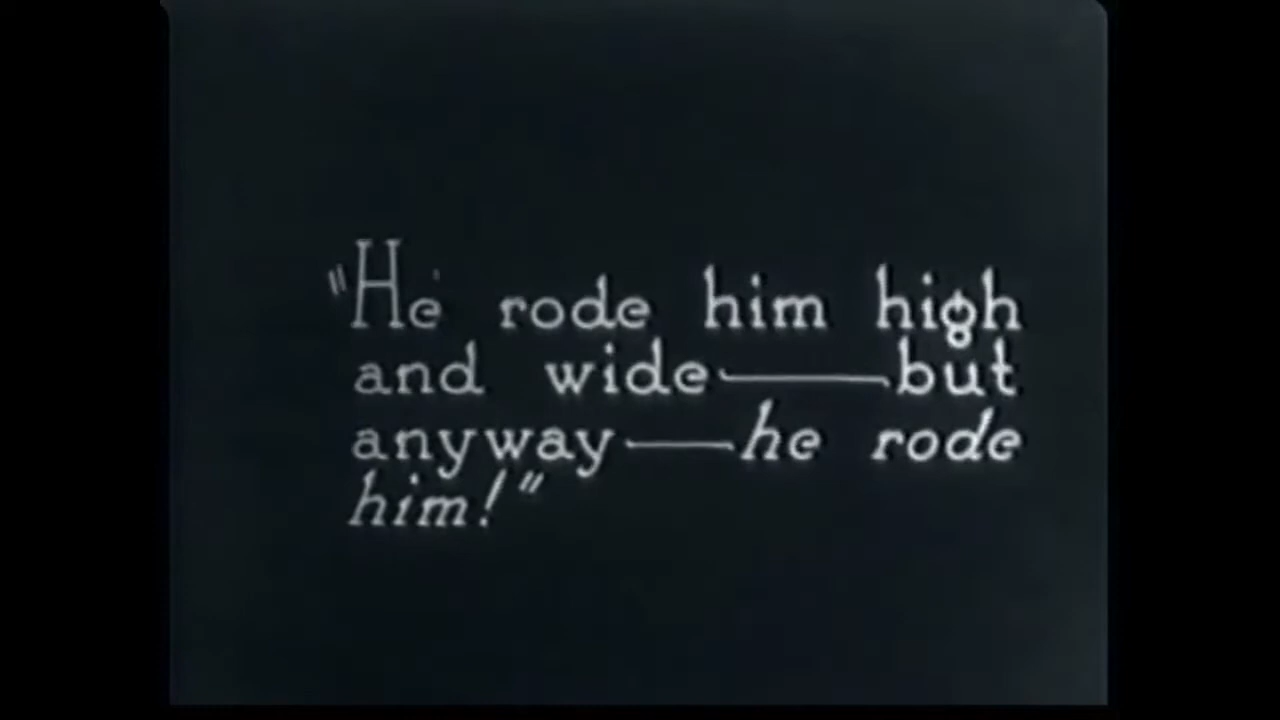 "He rode him high
and wide——but
anyway——he rode
him!"